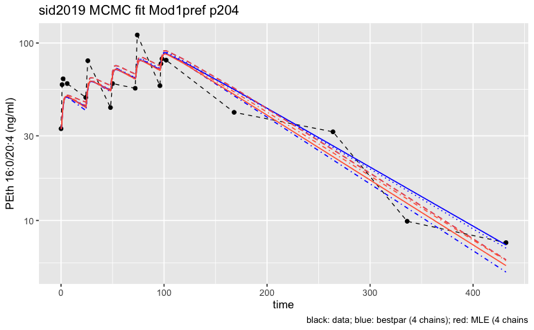 sid2019 MCMC fit Mod1pref p204
PEth 16:0/20:4 (ng/ml)
100
30
10
0
100
200
300
400
time
black: data; blue: bestpar (4 chains); red: MLE (4 chains